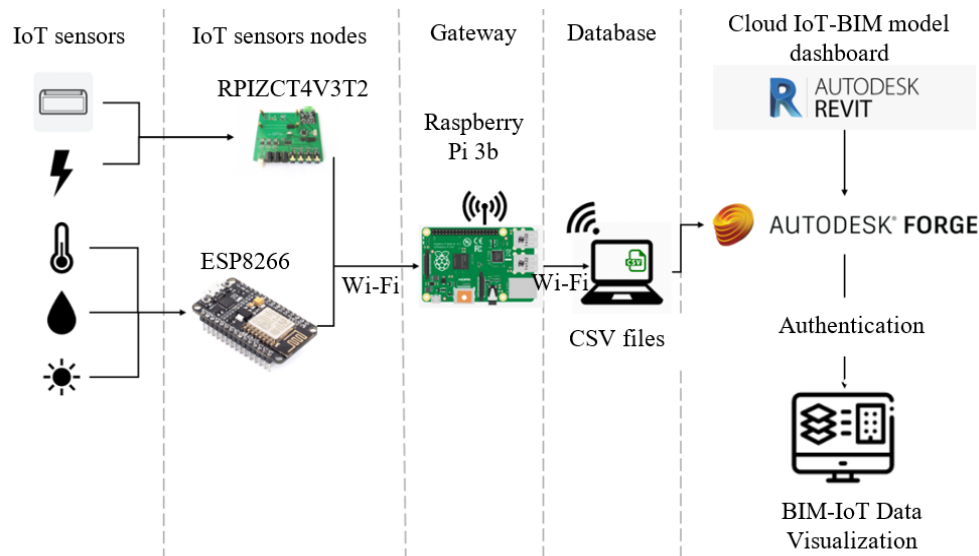 IoT sensors
IoT sensors nodes
Gateway
Database
Cloud IoT-BIM model
dashboard
RPIZCT4V3T2
Raspberry
Pi 3b
AUTODESK
REVIT
CSV
AUTODESK® FORGE
ESP8266
Wi-Fi
Wi-Fi
CSV files
Authentication
BIM-IoT Data
Visualization